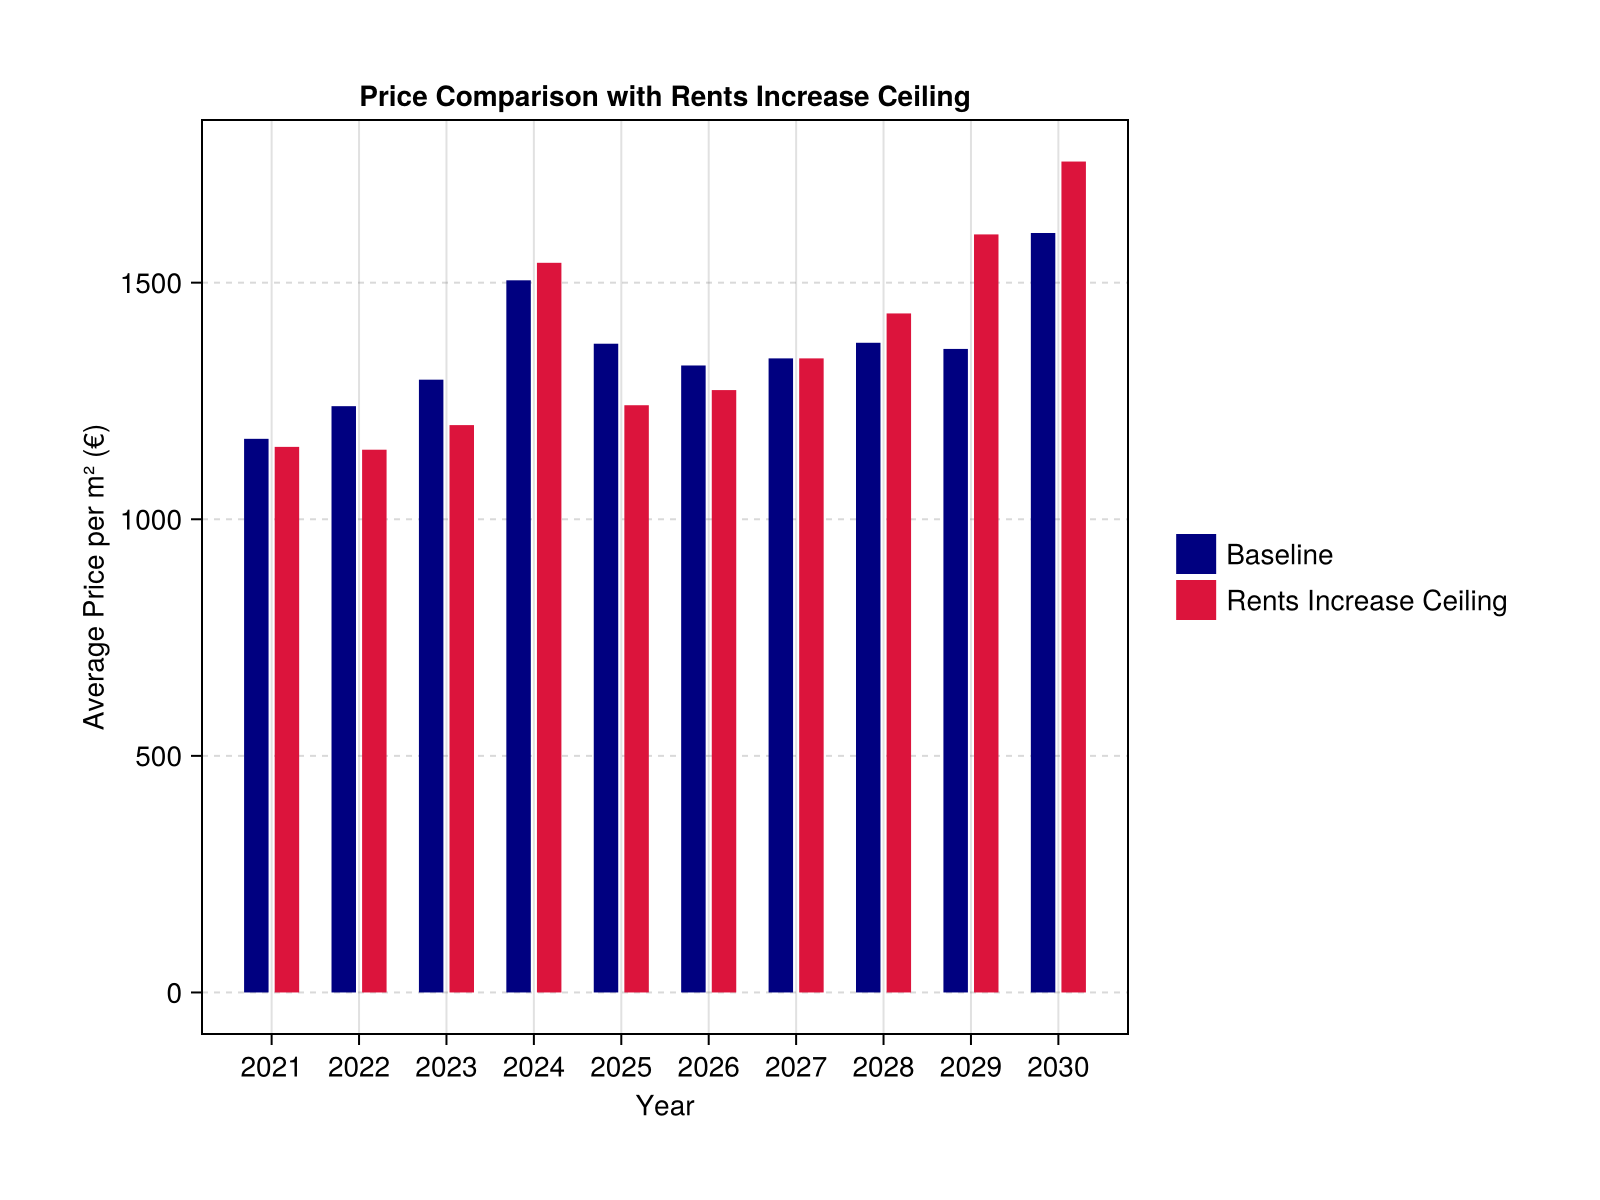 Price Comparison with Rents Increase Ceiling
Average Price per m² (€)
1500
1000
500
0
2021 2022 2023 2024 2025 2026 2027 2028 2029 2030
Year
Baseline
Rents Increase Ceiling